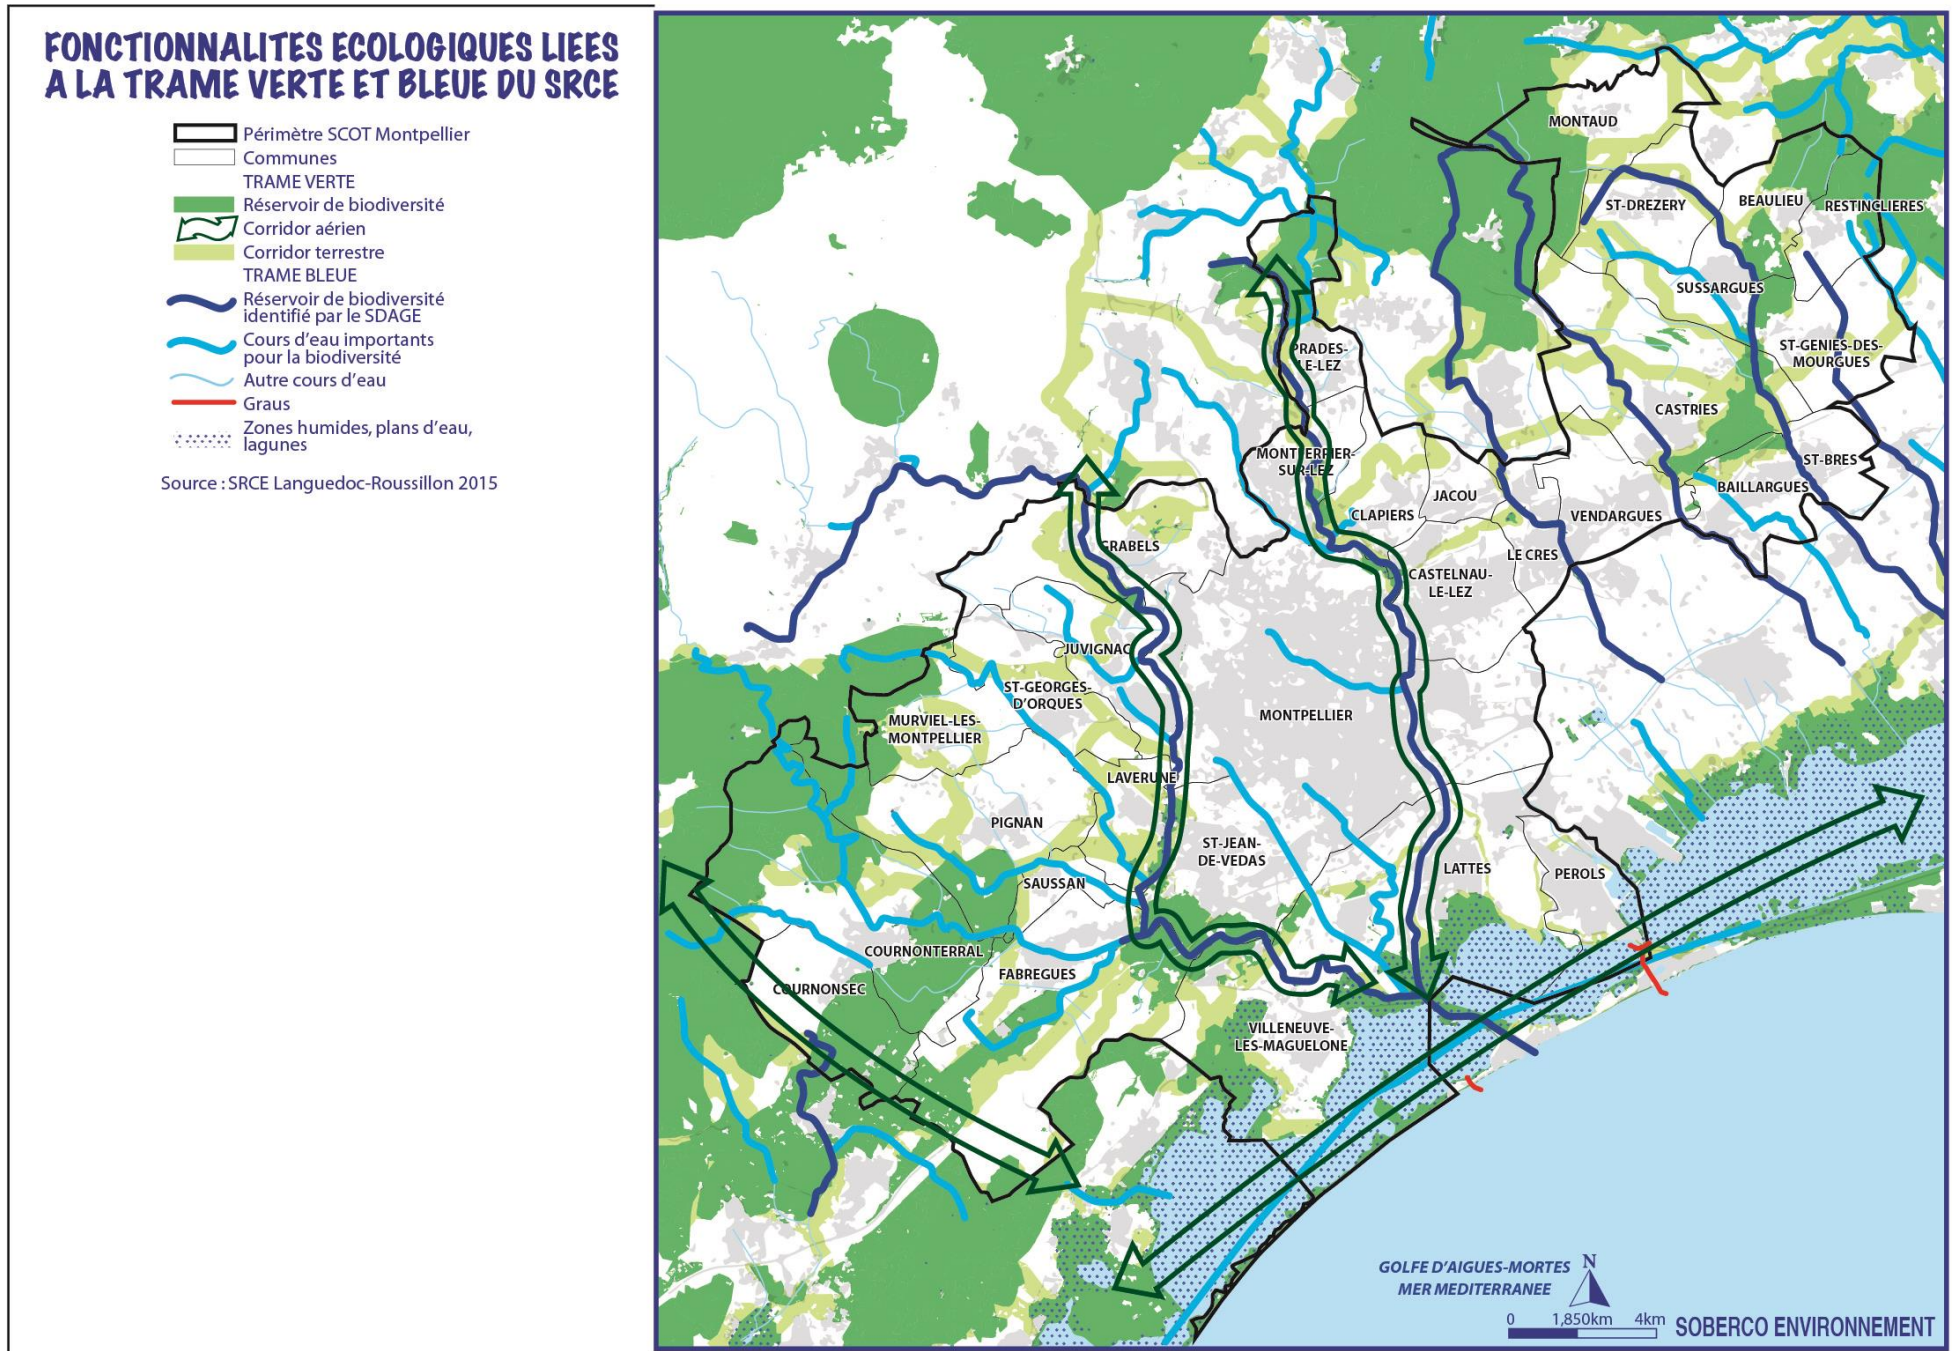 FONCTIONNALITES ECOLOGIQUES LIEES
A LA TRAME VERTE ET BLEUE DU SRCE
Périmètre SCOT Montpellier
Communes
TRAME VERTE
Réservoir de biodiversité
Corridor aérien
Corridor terrestre
TRAME BLEUE
Réservoir de biodiversité
identifié par le SDAGE
Cours d'eau importants
pour la biodiversité
Autre cours d'eau
Graus
Zones humides, plans d'eau,
lagunes
Source : SRCE Languedoc-Roussillon 2015
MONTAUD
ST-DREZERY
BEAULIEU
RESTINCLIERES
SUSSARGUES
ST-GENIES-DES-
MOURGUES
PRADES-
LE-LEZ
CASTRIES
MONTFERRIER-
SUR-LEZ
ST-BRES
BAILLARGUES
JACOU
CLAPIERS
VENDARGUES
GRABELS
LE CRES
CASTELNAU-
LE-LEZ
JUVIGNAC
ST-GEORGES-
D'ORQUES
MURVIEL-LES-
MONTPELLIER
MONTPELLIER
LAVERUNE
PIGNAN
ST-JEAN-
DE-VEDAS
LATTES
PEROLS
SAUSSAN
COURNONTERRAL
FABREGUES
COURNONSEC
VILLENEUVE-
LES-MAGUELONE
GOLFE D'AIGUES-MORTES
MER MEDITERRANEE
N
0 1,850km 4km
SOBERCO ENVIRONNEMENT